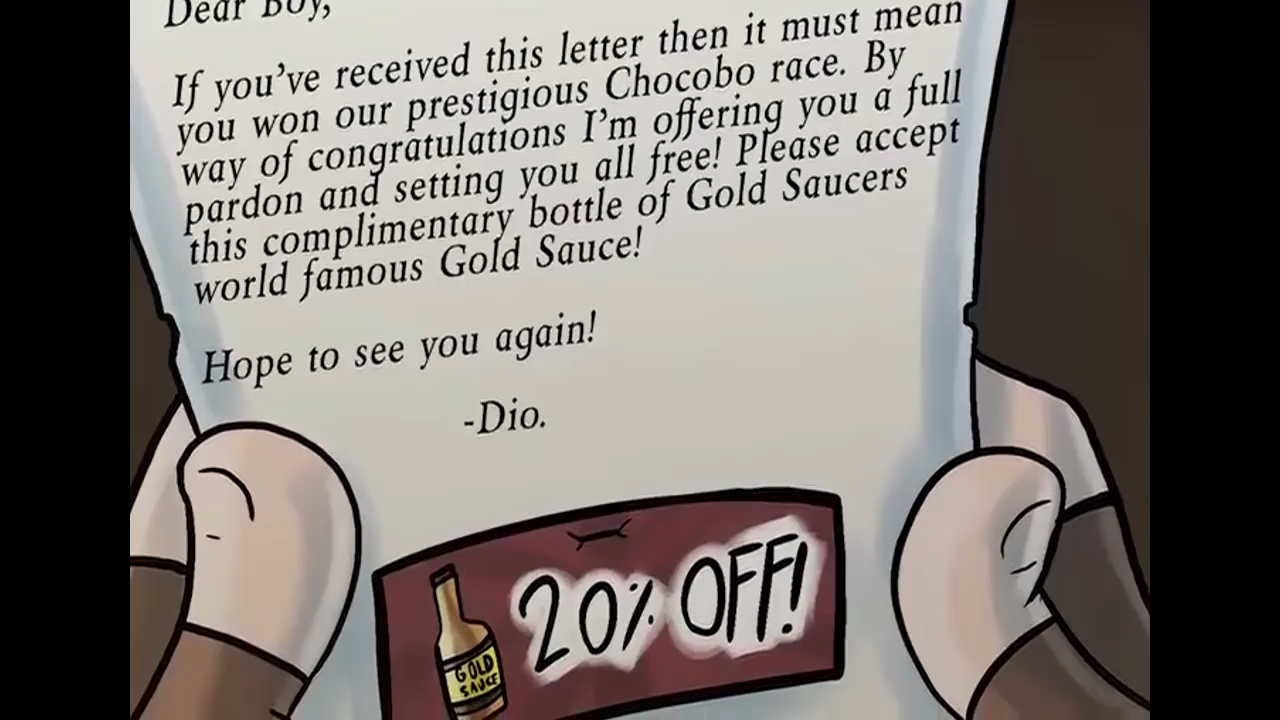 Dear Boy,
If you've received this letter then it must mean
you won our prestigious Chocobo race. By
way of congratulations I'm offering you a full
pardon and setting you all free! Please accept
this complimentary bottle of Gold Saucers
world famous Gold Sauce!
Hope to see you again!
-Dio.
20% OFF!
GOLD
SAUCE